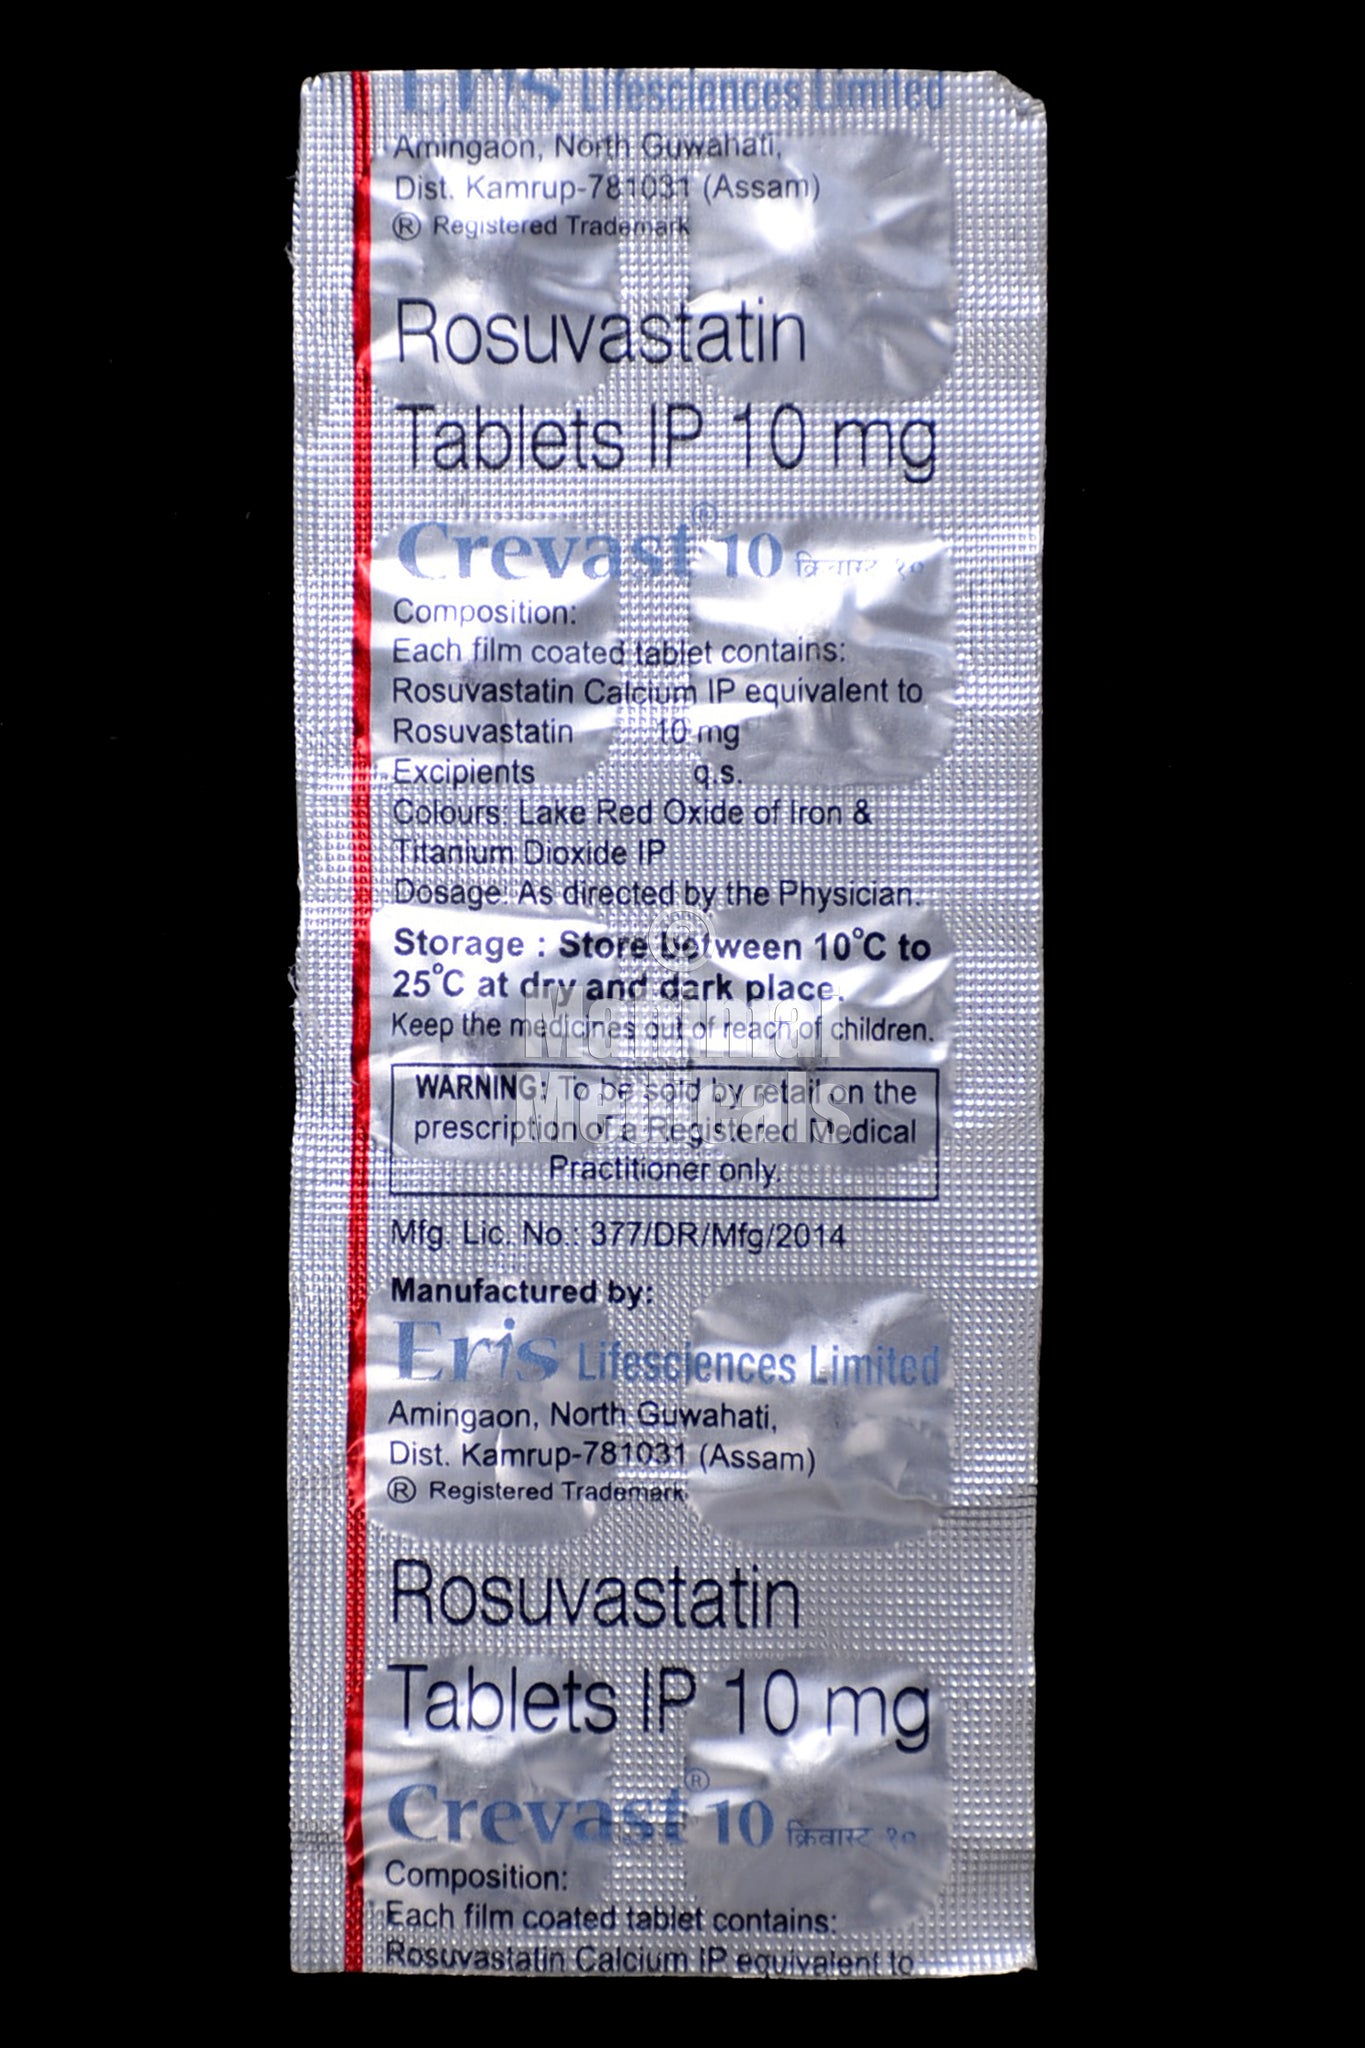 Eris Lifesciences Limited
Amingaon, North Guwahati,
Dist. Kamrup-781031 (Assam)
® Registered Trademark
Rosuvastatin
Tablets IP 10 mg
Crevast® 10 क्रिवास्ट १०
Composition:
Each film coated tablet contains:
Rosuvastatin Calcium IP equivalent to
Rosuvastatin 10 mg
Excipients q.s.
Colours: Lake Red Oxide of Iron &
Titanium Dioxide IP
Dosage: As directed by the Physician.
Storage : Store between 10°C to
25°C at dry and dark place.
Keep the medicines out of reach of children.
©
Manimar
Medicals
WARNING: To be sold by retail on the
prescription of a Registered Medical
Practitioner only.
Mfg. Lic. No.: 377/DR/Mfg/2014
Manufactured by:
Eris Lifesciences Limited
Amingaon, North Guwahati,
Dist. Kamrup-781031 (Assam)
® Registered Trademark
Rosuvastatin
Tablets IP 10 mg
Crevast® 10 क्रिवास्ट १०
Composition:
Each film coated tablet contains:
Rosuvastatin Calcium IP equivalent to